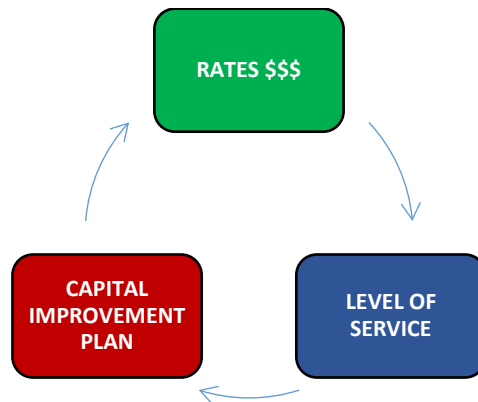 RATES $$$
CAPITAL
IMPROVEMENT
PLAN
LEVEL OF
SERVICE